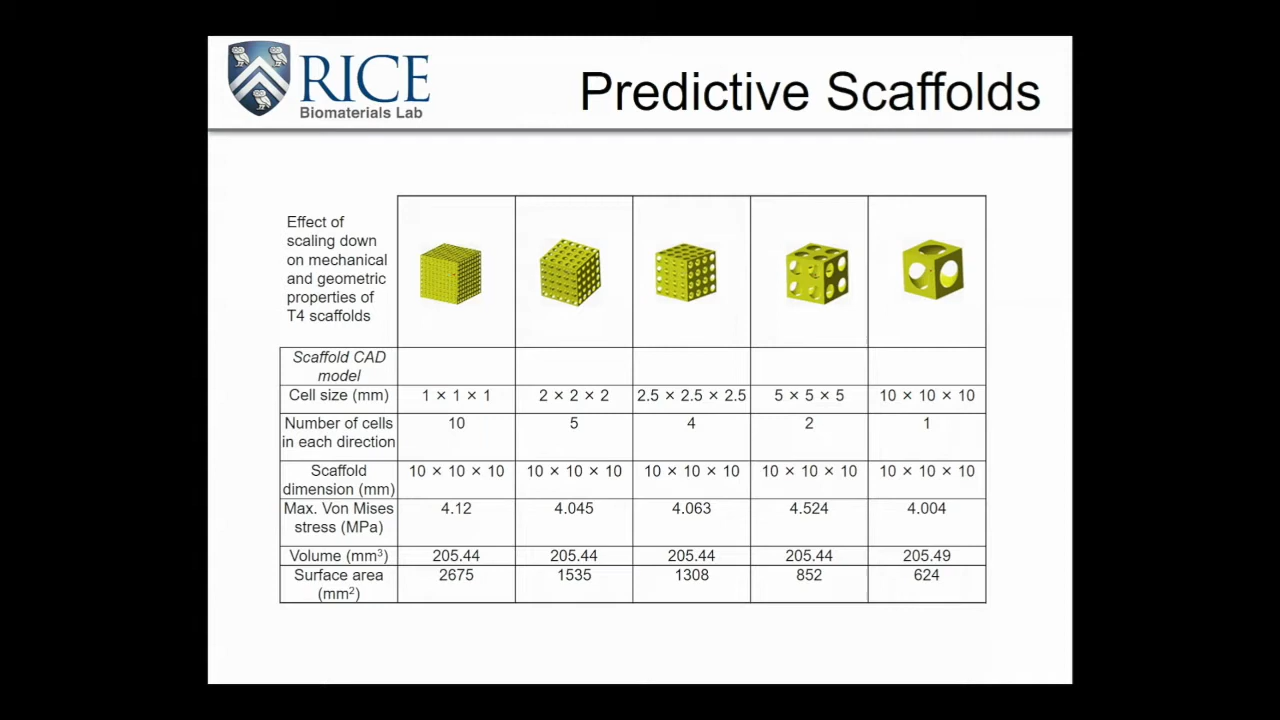 RICE
Biomaterials Lab
Predictive Scaffolds
Effect of
scaling down
on mechanical
and geometric
properties of
T4 scaffolds
Scaffold CAD
model
Cell size (mm) 1 × 1 × 1 2 × 2 × 2 2.5 × 2.5 × 2.5 5 × 5 × 5 10 × 10 × 10
Number of cells 10 5 4 2 1
in each direction
Scaffold 10 × 10 × 10 10 × 10 × 10 10 × 10 × 10 10 × 10 × 10 10 × 10 × 10
dimension (mm)
Max. Von Mises 4.12 4.045 4.063 4.524 4.004
stress (MPa)
Volume (mm³) 205.44 205.44 205.44 205.44 205.49
Surface area 2675 1535 1308 852 624
(mm²)